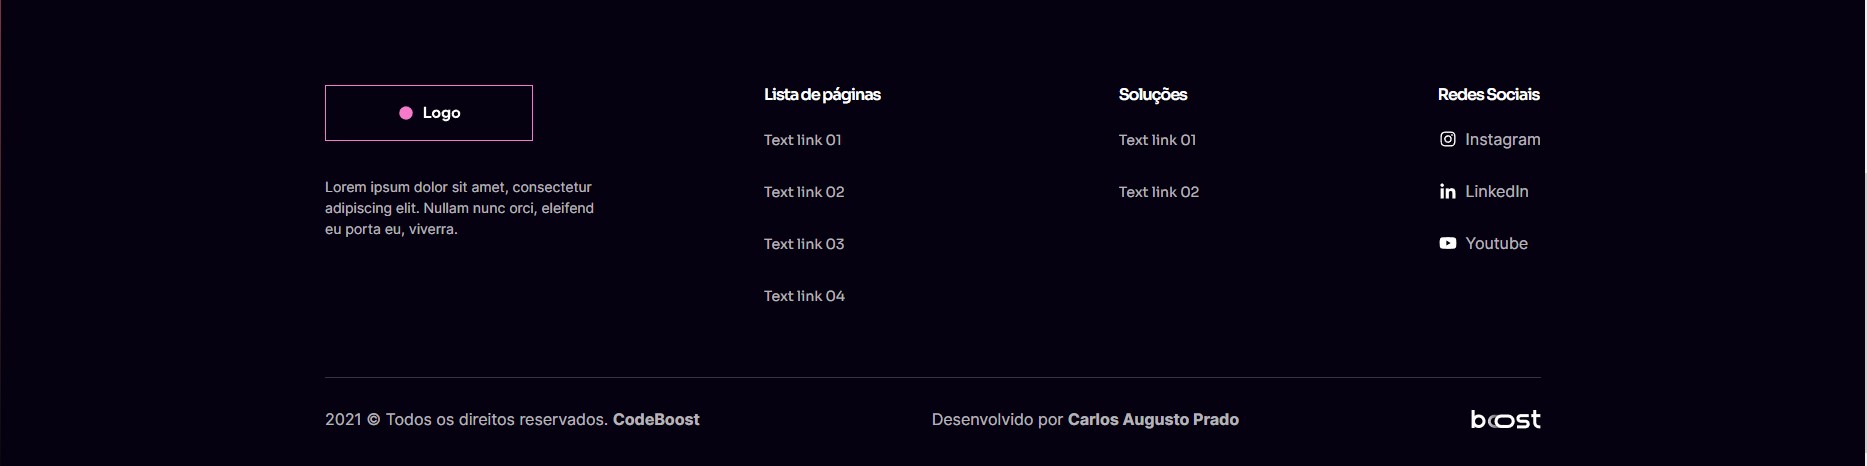 Logo
Lorem ipsum dolor sit amet, consectetur
adipiscing elit. Nullam nunc orci, eleifend
eu porta eu, viverra.
Lista de páginas
Text link 01
Text link 02
Text link 03
Text link 04
Soluções
Text link 01
Text link 02
Redes Sociais
Instagram
LinkedIn
Youtube
2021 © Todos os direitos reservados. CodeBoost
Desenvolvido por Carlos Augusto Prado
boost